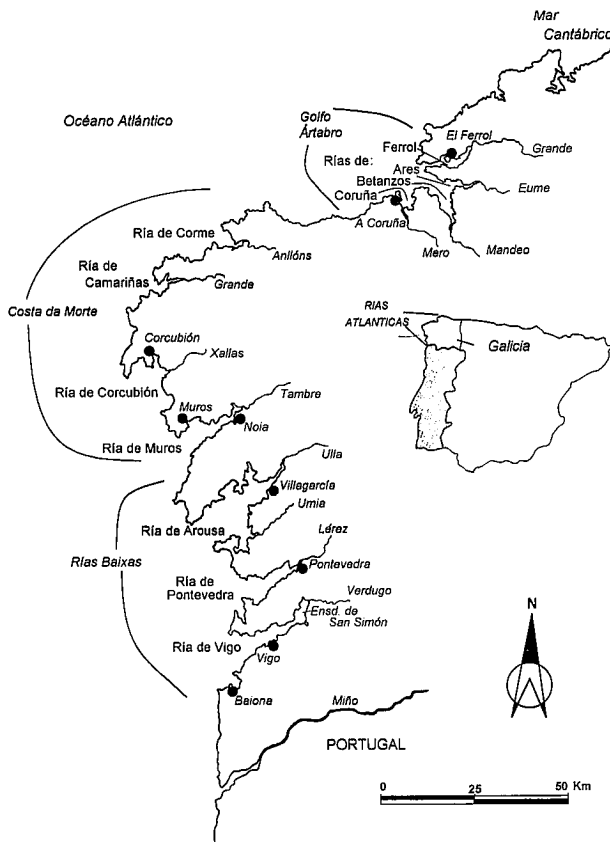 Mar
Cantábrico
Océano Atlántico
Golfo
Ártabro
El Ferrol
Ferrol
Grande
Rías de:
Ares
Betanzos
Eume
Coruña
A Coruña
Mero
Mandeo
Ría de Corme
Anllóns
Ría de
Camariñas
Grande
Costa da Morte
Corcubión
Xallas
Ría de Corcubión
Muros
Tambre
Noia
Ría de Muros
RIAS
ATLANTICAS
Galicia
Ulla
Villagarcía
Umia
Ría de Arousa
Lérez
Rías Baixas
Pontevedra
Ría de
Pontevedra
Verdugo
Ensd. de
San Simón
Ría de Vigo
Vigo
Baiona
Miño
PORTUGAL
N
0 25 50 Km